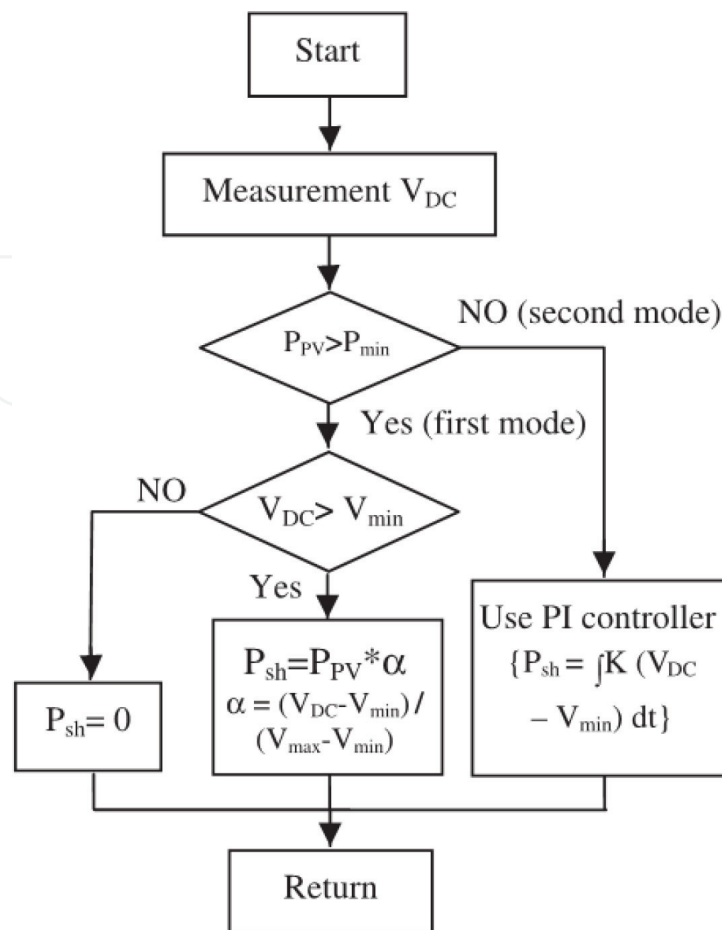 Start
Measurement V_DC
P_PV>P_min
NO (second mode)
Yes (first mode)
V_DC> V_min
NO
Yes
P_sh= 0
P_sh=P_PV*α
α = (V_DC-V_min) /
(V_max-V_min)
Use PI controller
{P_sh = ∫K (V_DC
– V_min) dt}
Return